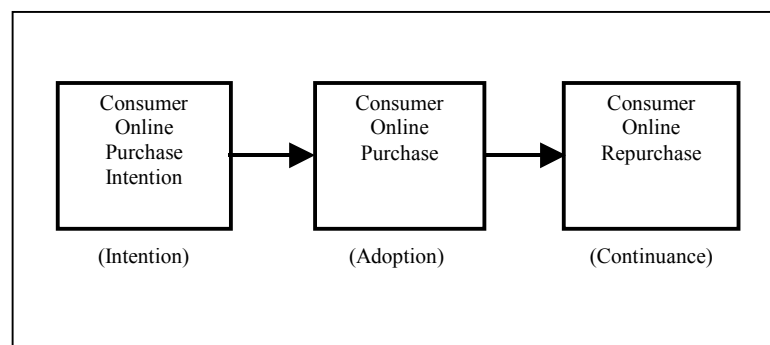 Consumer
Online
Purchase
Intention
Consumer
Online
Purchase
Consumer
Online
Repurchase
(Intention)
(Adoption)
(Continuance)